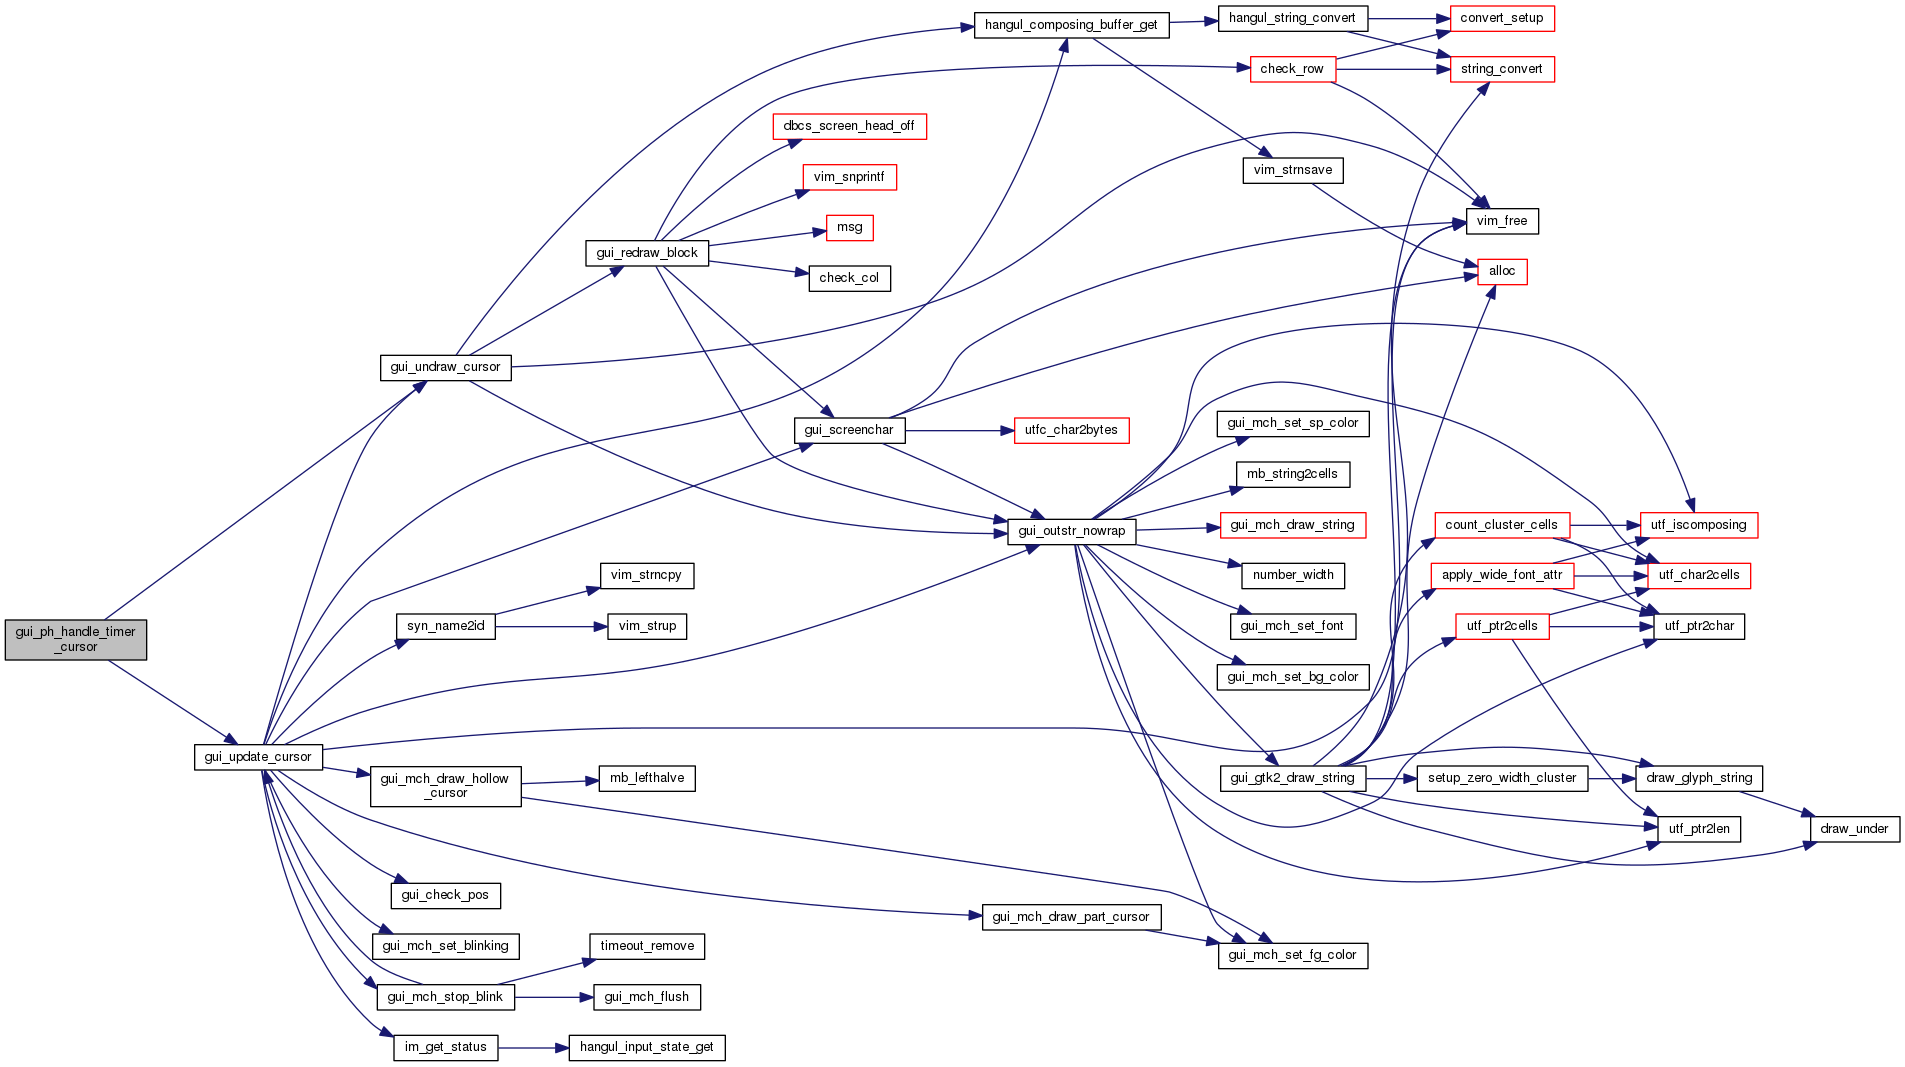 gui_ph_handle_timer
_cursor
gui_undraw_cursor
gui_update_cursor
gui_redraw_block
syn_name2id
gui_mch_draw_hollow
_cursor
gui_check_pos
gui_mch_set_blinking
gui_mch_stop_blink
im_get_status
vim_strncpy
vim_strup
mb_lefthalve
timeout_remove
gui_mch_flush
hangul_input_state_get
dbcs_screen_head_off
vim_snprintf
msg
check_col
gui_screenchar
hangul_composing_buffer_get
utfc_char2bytes
gui_outstr_nowrap
gui_mch_draw_part_cursor
hangul_string_convert
check_row
vim_strnsave
gui_mch_set_sp_color
mb_string2cells
gui_mch_draw_string
number_width
gui_mch_set_font
gui_mch_set_bg_color
gui_gtk2_draw_string
gui_mch_set_fg_color
convert_setup
string_convert
vim_free
alloc
count_cluster_cells
apply_wide_font_attr
utf_ptr2cells
setup_zero_width_cluster
utf_iscomposing
utf_char2cells
utf_ptr2char
draw_glyph_string
utf_ptr2len
draw_under